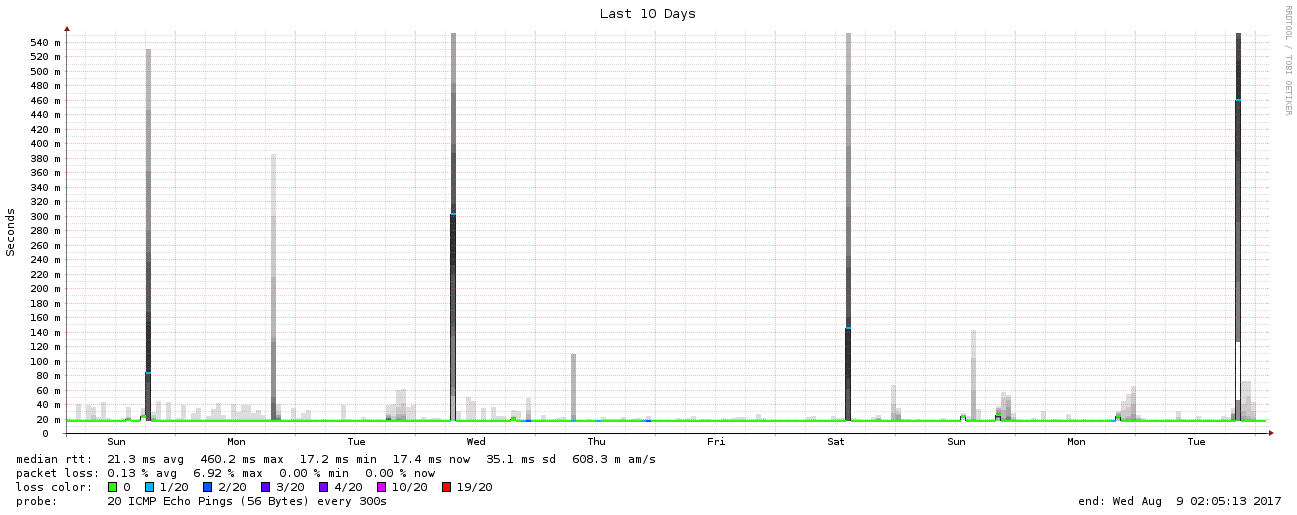 Last 10 Days
RRDTOOL / TOBI OETIKER
Seconds
540 m
520 m
500 m
480 m
460 m
440 m
420 m
400 m
380 m
360 m
340 m
320 m
300 m
280 m
260 m
240 m
220 m
200 m
180 m
160 m
140 m
120 m
100 m
80 m
60 m
40 m
20 m
0
Sun Mon Tue Wed Thu Fri Sat Sun Mon Tue
median rtt: 21.3 ms avg 460.2 ms max 17.2 ms min 17.4 ms now 35.1 ms sd 608.3 m am/s
packet loss: 0.13 % avg 6.92 % max 0.00 % min 0.00 % now
loss color: 0 1/20 2/20 3/20 4/20 10/20 19/20
probe: 20 ICMP Echo Pings (56 Bytes) every 300s end: Wed Aug 9 02:05:13 2017